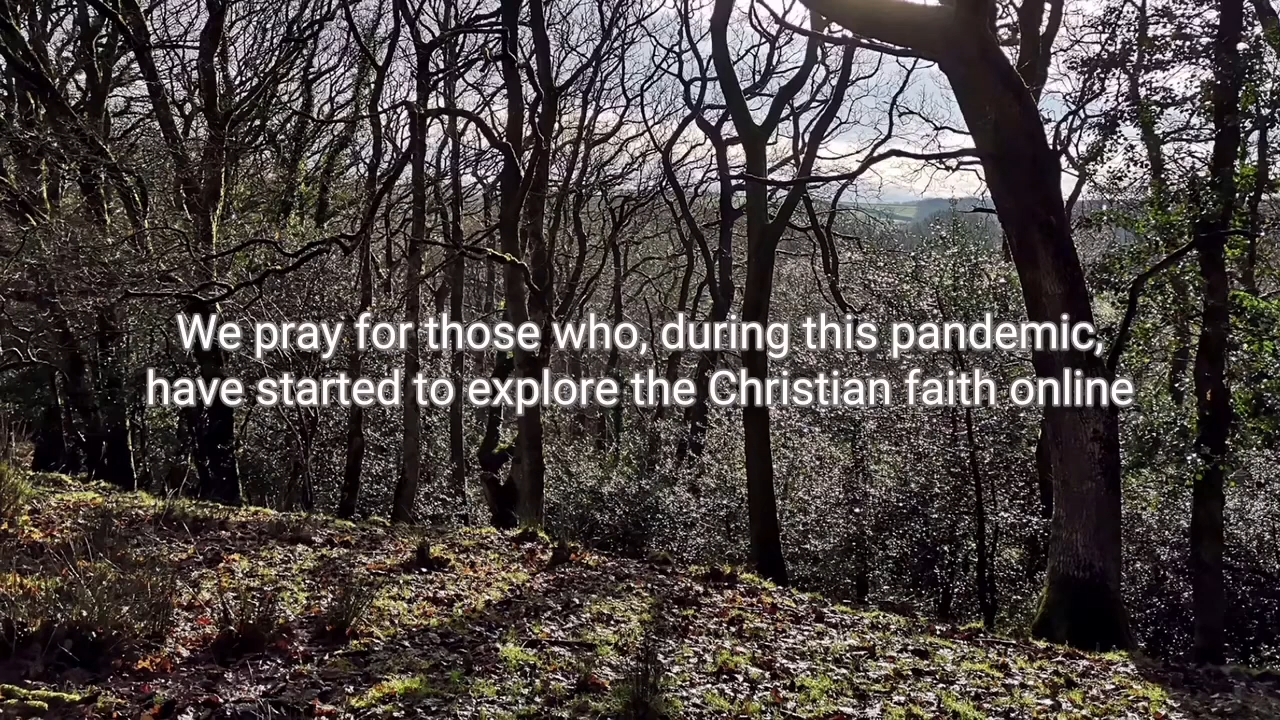 We pray for those who, during this pandemic,
have started to explore the Christian faith online